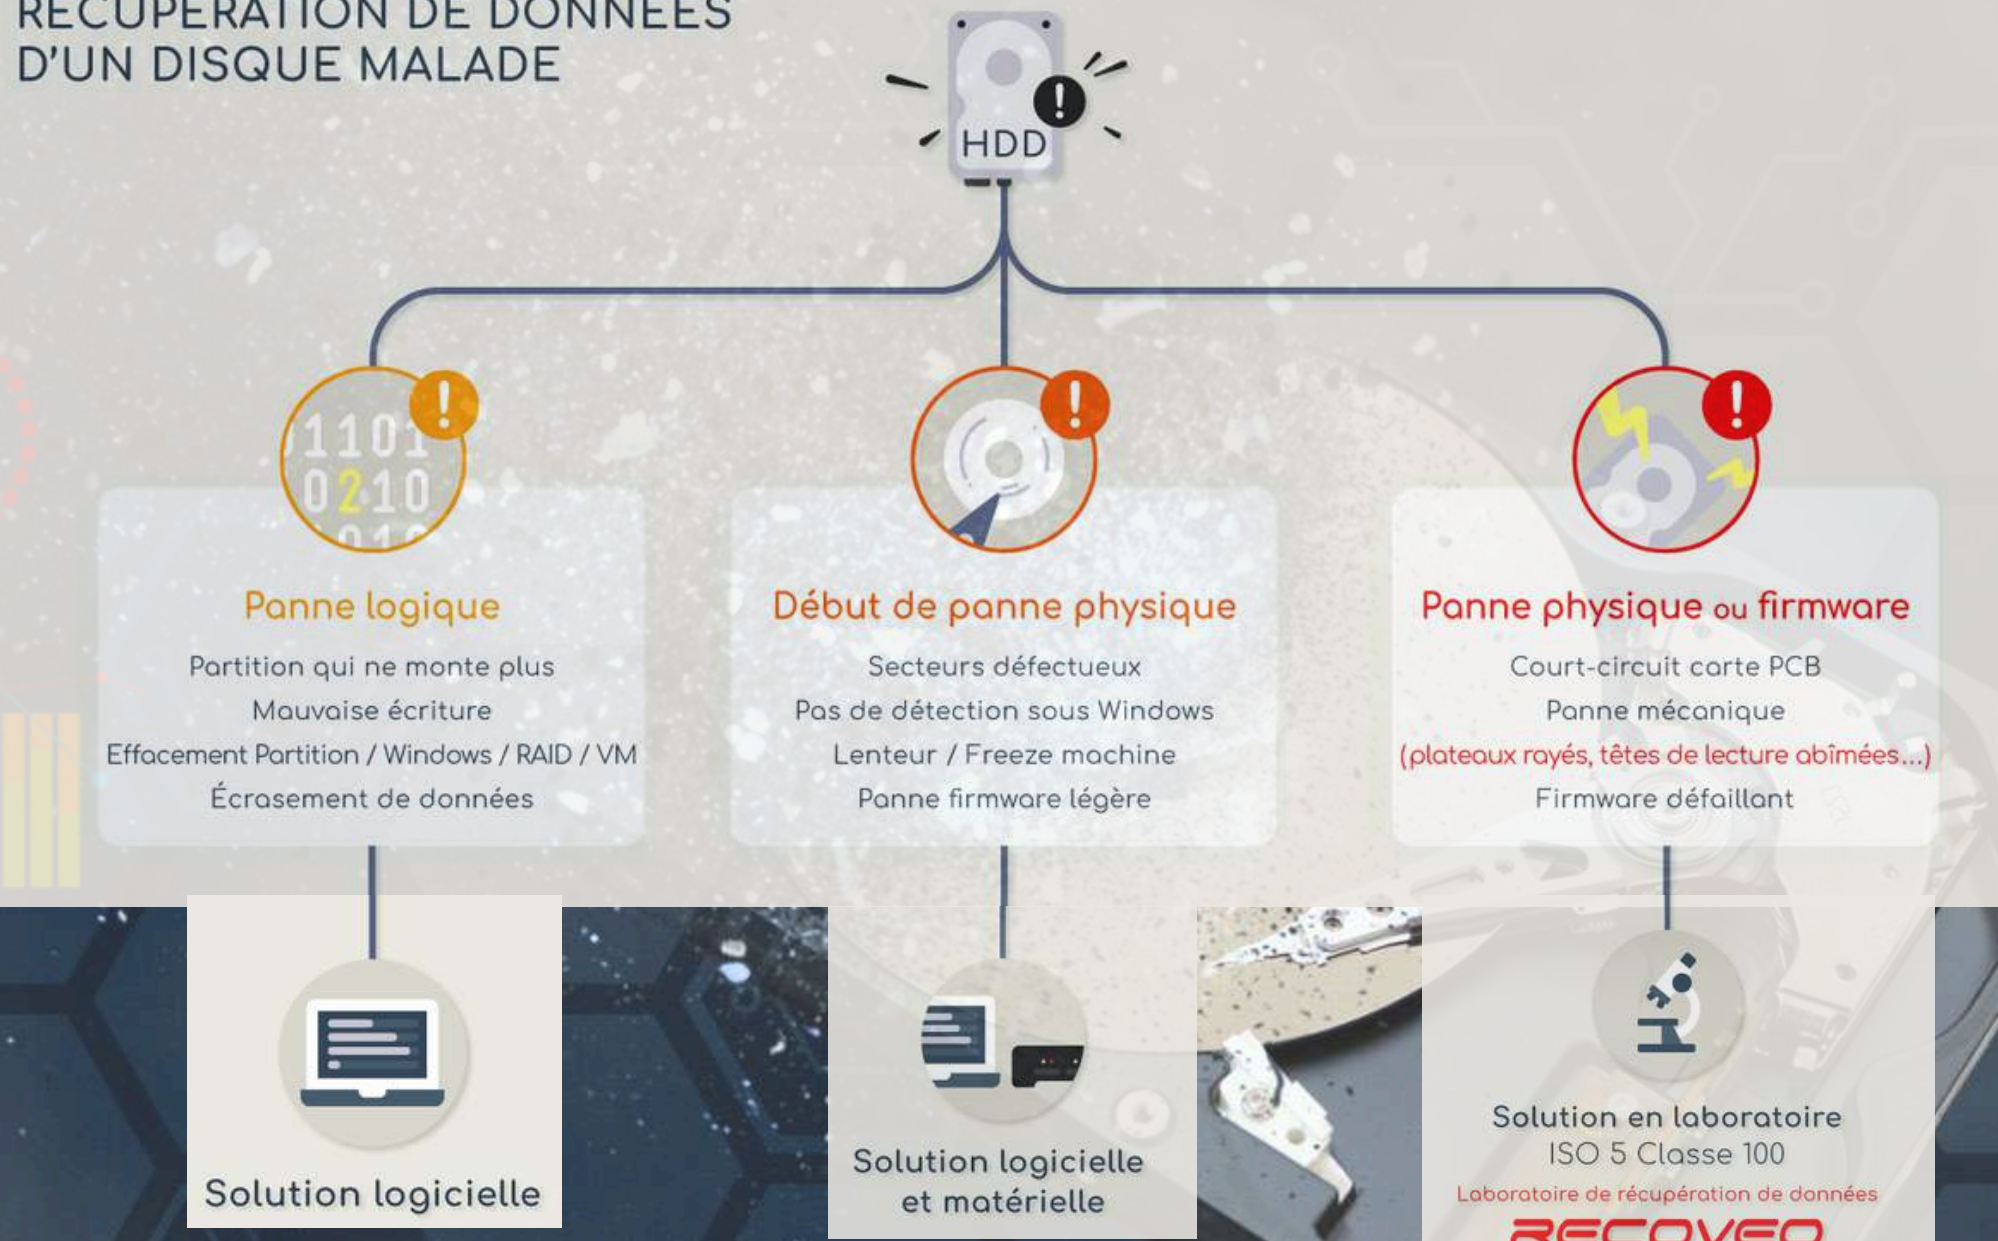 RÉCUPÉRATION DE DONNÉES
D'UN DISQUE MALADE
HDD
1101
0210
010
Panne logique
Partition qui ne monte plus
Mauvaise écriture
Effacement Partition / Windows / RAID / VM
Écrasement de données
Solution logicielle
Début de panne physique
Secteurs défectueux
Pas de détection sous Windows
Lenteur / Freeze machine
Panne firmware légère
Solution logicielle
et matérielle
Panne physique ou firmware
Court-circuit carte PCB
Panne mécanique
(plateaux rayés, têtes de lecture abîmées...)
Firmware défaillant
Solution en laboratoire
ISO 5 Classe 100
Laboratoire de récupération de données
RECOVEO